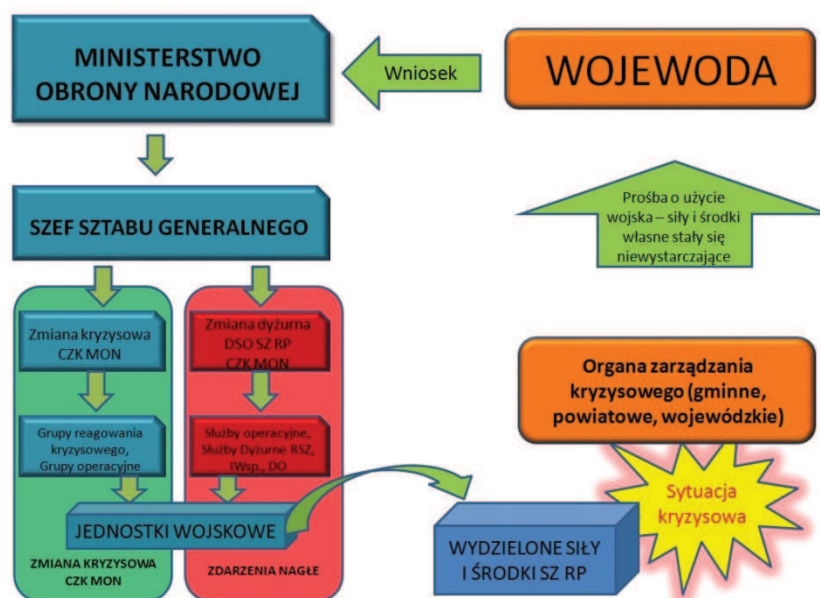 MINISTERSTWO
OBRONY NARODOWEJ
Wniosek
WOJEWODA
SZEF SZTABU GENERALNEGO
Prośba o użycie
wojska – siły i środki
własne stały się
niewystarczające
Zmiana kryzysowa
CZK MON
Zmiana dyżurna
DSO SZ RP
CZK MON
Organa zarządzania
kryzysowego (gminne,
powiatowe, wojewódzkie)
Grupy reagowania
kryzysowego,
Grupy operacyjne
Służby operacyjne,
Służby Dyżurne RSZ,
IWsp., DO
Sytuacja
kryzysowa
JEDNOSTKI WOJSKOWE
WYDZIELONE SIŁY
I ŚRODKI SZ RP
ZMIANA KRYZYSOWA
CZK MON
ZDARZENIA NAGŁE